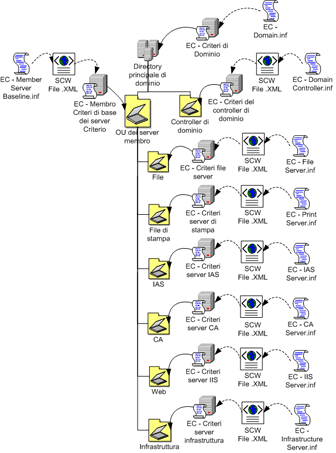 EC -
Domain.inf
EC - Criteri di
Dominio
Directory
principale di
dominio
EC - Member
Server
Baseline.inf
SCW
File .XML
EC - Membro
Criteri di base
dei server
Criterio
OU dei server
membro
Controller di
dominio
EC - Criteri del
controller di
dominio
SCW
File .XML
EC - Domain
Controller.inf
File
EC - Criteri file
server
SCW
File .XML
EC - File
Server.inf
File di
stampa
EC - Criteri
server di
stampa
SCW
File .XML
EC - Print
Server.inf
IAS
EC - Criteri
server IAS
SCW
File .XML
EC - IAS
Server.inf
CA
EC - Criteri
server CA
SCW
File .XML
EC - CA
Server.inf
Web
EC - Criteri
server IIS
SCW
File .XML
EC - IIS
Server.inf
Infrastruttura
EC - Criteri
server
infrastruttura
SCW
File .XML
EC -
Infrastructure
Server.inf